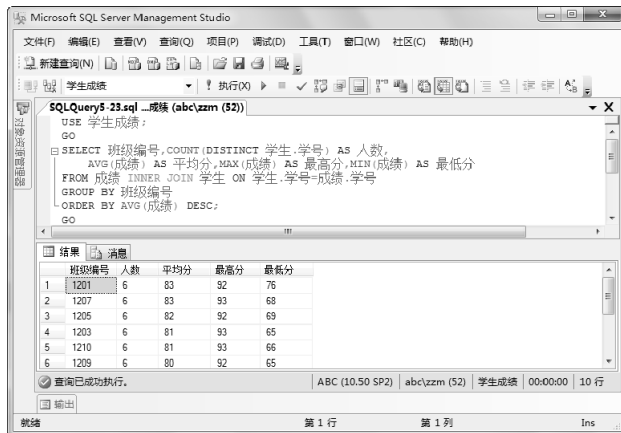 Microsoft SQL Server Management Studio
文件(F) 编辑(E) 查看(V) 查询(Q) 项目(P) 调试(D) 工具(T) 窗口(W) 社区(C) 帮助(H)
新建查询(N)
学生成绩 执行(X)
对象资源管理器
SQLQuery5-23.sql ...成绩 (abc\zzm (52))
USE 学生成绩;
GO
SELECT 班级编号,COUNT(DISTINCT 学生.学号) AS 人数,
AVG(成绩) AS 平均分,MAX(成绩) AS 最高分,MIN(成绩) AS 最低分
FROM 成绩 INNER JOIN 学生 ON 学生.学号=成绩.学号
GROUP BY 班级编号
ORDER BY AVG(成绩) DESC;
GO
结果 消息
班级编号 人数 平均分 最高分 最低分
1 1201 6 83 92 76
2 1207 6 83 93 68
3 1205 6 82 92 69
4 1203 6 81 93 65
5 1210 6 81 93 66
6 1209 6 80 92 65
查询已成功执行。 ABC (10.50 SP2) abc\zzm (52) 学生成绩 00:00:00 10 行
输出
就绪 第 1 行 第 1 列 Ins